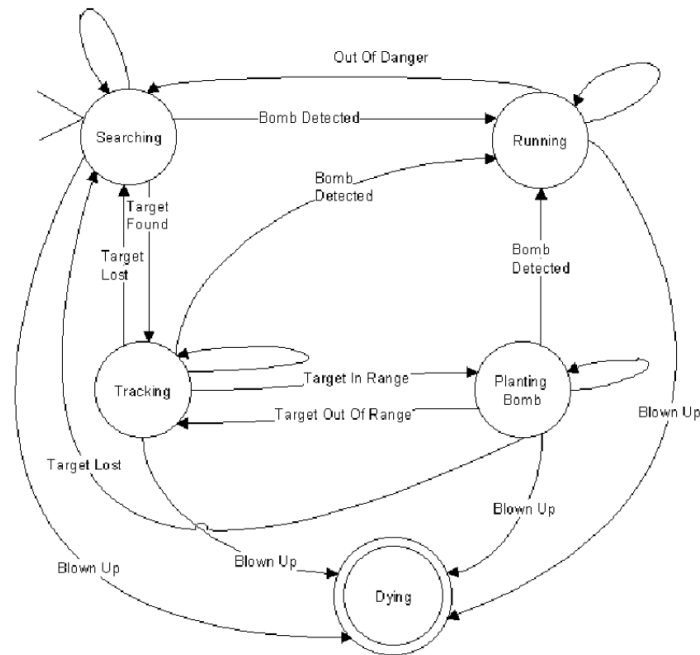 Out Of Danger
Searching
Bomb Detected
Running
Bomb
Detected
Target
Found
Target
Lost
Bomb
Detected
Tracking
Target In Range
Planting
Bomb
Target Out Of Range
Blown Up
Target Lost
Blown Up
Blown Up
Blown Up
Dying